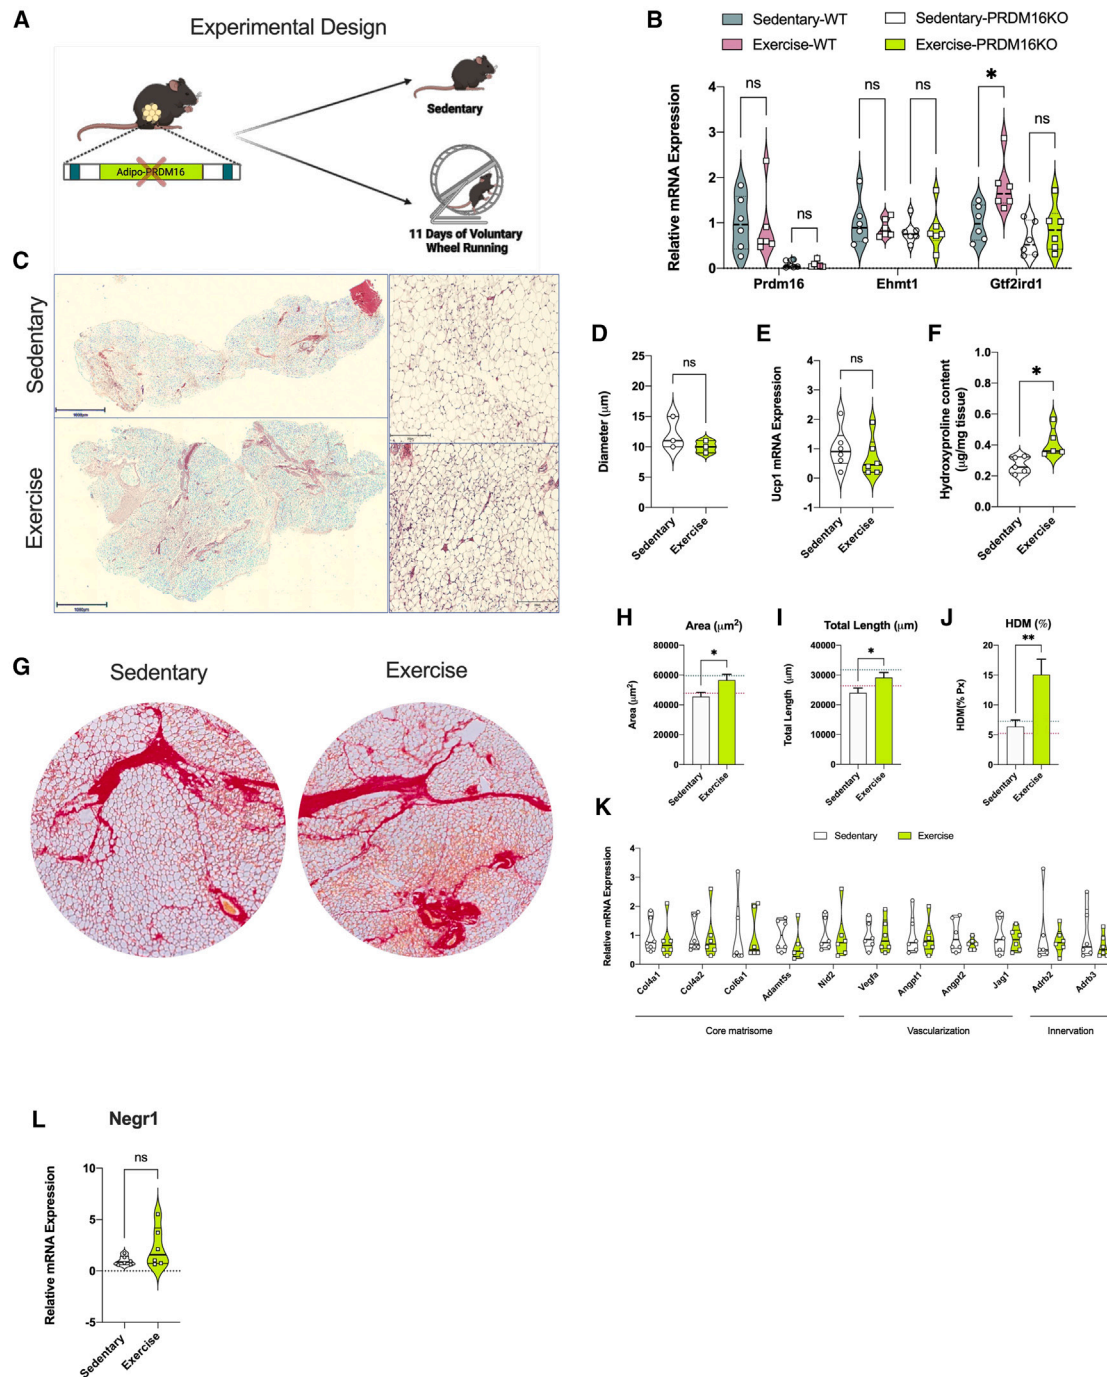 A
Experimental Design
Sedentary
Adipo-PRDM16
11 Days of Voluntary
Wheel Running
B
Sedentary-WT
Sedentary-PRDM16KO
Exercise-WT
Exercise-PRDM16KO
Relative mRNA Expression
4
3
2
1
0
ns
ns
ns
ns
*
ns
Prdm16
Ehmt1
Gtf2ird1
C
Sedentary
Exercise
D
Diameter (μm)
25
20
15
10
5
0
ns
Sedentary
Exercise
E
Ucp1 mRNA Expression
4
3
2
1
0
-1
ns
Sedentary
Exercise
F
Hydroxyproline content
(μg/mg tissue)
1.0
0.8
0.6
0.4
0.2
0.0
*
Sedentary
Exercise
G
Sedentary
Exercise
H
Area (μm²)
Area (μm²)
80000
60000
40000
20000
0
*
Sedentary
Exercise
I
Total Length (μm)
Total Length (μm)
40000
30000
20000
10000
0
*
Sedentary
Exercise
J
HDM (%)
HDM(% Px)
20
15
10
5
0
**
Sedentary
Exercise
K
Sedentary
Exercise
Relative mRNA Expression
4
3
2
1
0
Col4a1
Col4a2
Col6a1
Adamt5s
Nid2
Vegfa
Angpt1
Angpt2
Jag1
Adrb2
Adrb3
Core matrisome
Vascularization
Innervation
L
Negr1
Relative mRNA Expression
10
5
0
-5
ns
Sedentary
Exercise